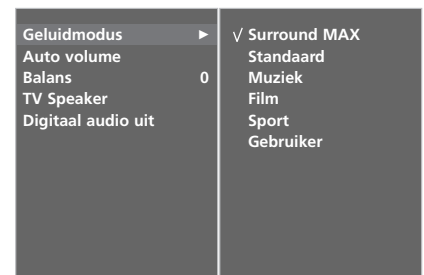 Geluidmodus ►
Auto volume
Balans 0
TV Speaker
Digitaal audio uit
√ Surround MAX
Standaard
Muziek
Film
Sport
Gebruiker